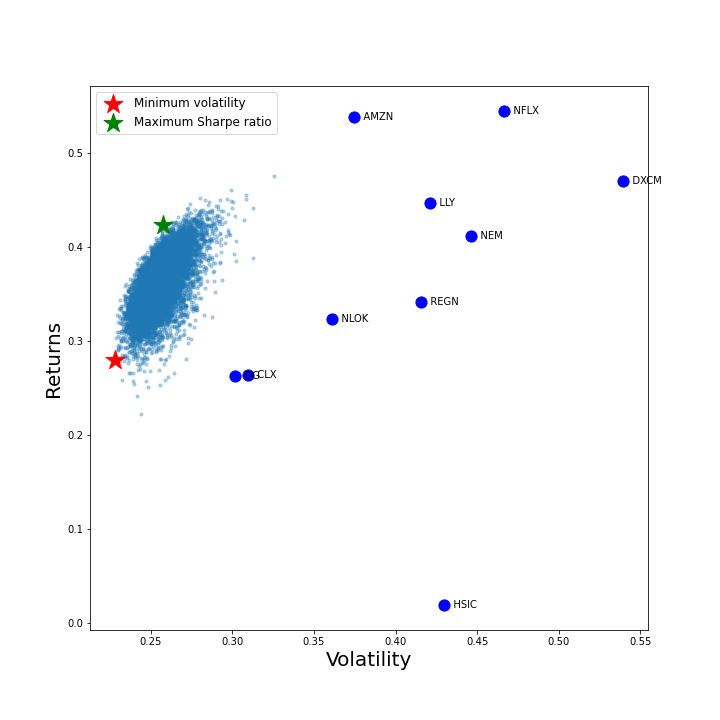 Minimum volatility
Maximum Sharpe ratio
AMZN
NFLX
DXCM
LLY
NEM
REGN
NLOK
CLX
HSIC
Returns
0.5
0.4
0.3
0.2
0.1
0.0
0.25
0.30
0.35
0.40
0.45
0.50
0.55
Volatility